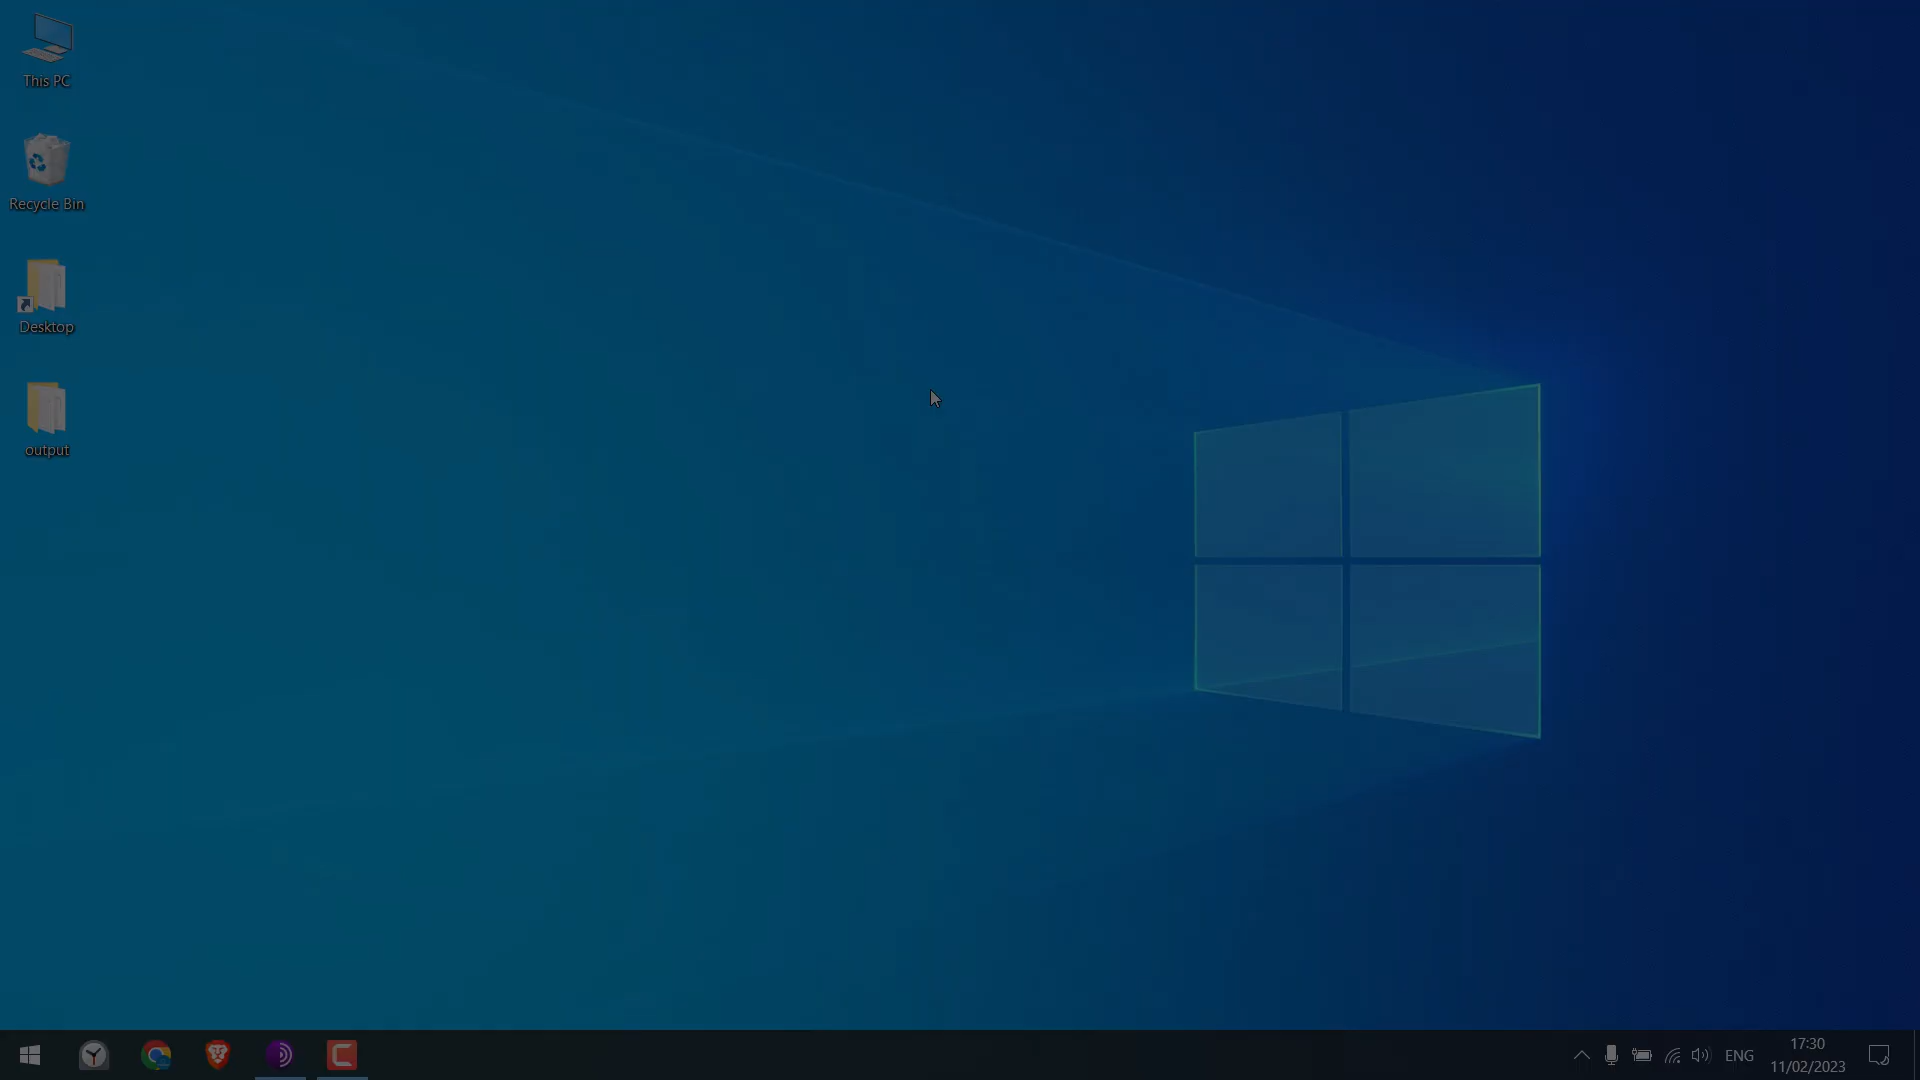 This PC
Recycle Bin
Desktop
output
ENG
17:30
11/02/2023